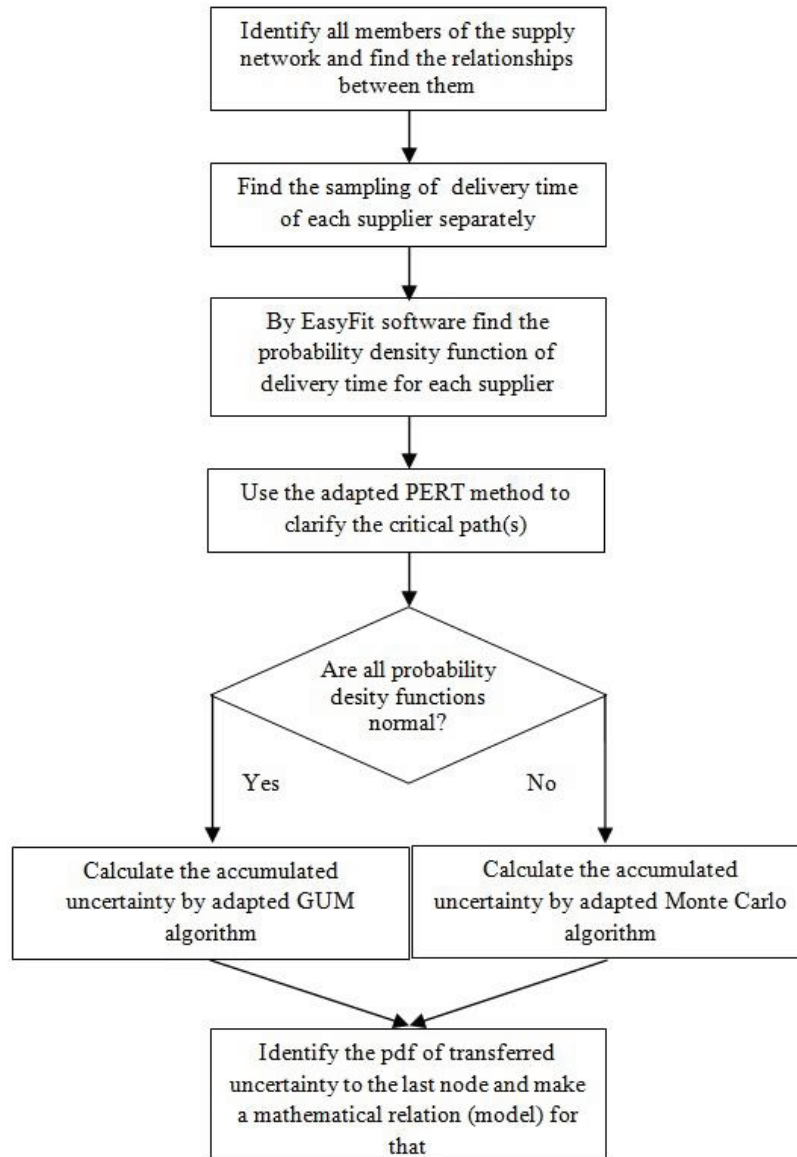 Identify all members of the supply
network and find the relationships
between them
Find the sampling of delivery time
of each supplier separately
By EasyFit software find the
probability density function of
delivery time for each supplier
Use the adapted PERT method to
clarify the critical path(s)
Are all probability
desity functions
normal?
Yes
No
Calculate the accumulated
uncertainty by adapted GUM
algorithm
Calculate the accumulated
uncertainty by adapted Monte Carlo
algorithm
Identify the pdf of transferred
uncertainty to the last node and make
a mathematical relation (model) for
that